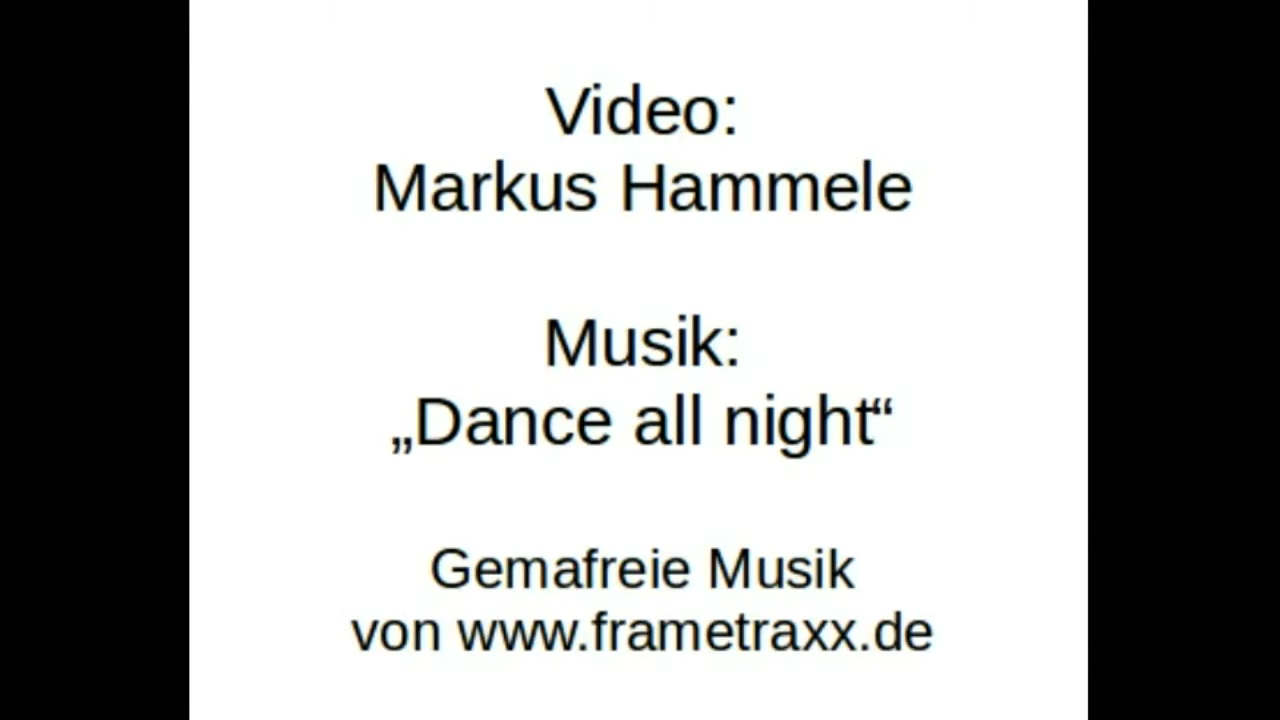 Video:
Markus Hammele
Musik:
„Dance all night“
Gemafreie Musik
von www.frametraxx.de